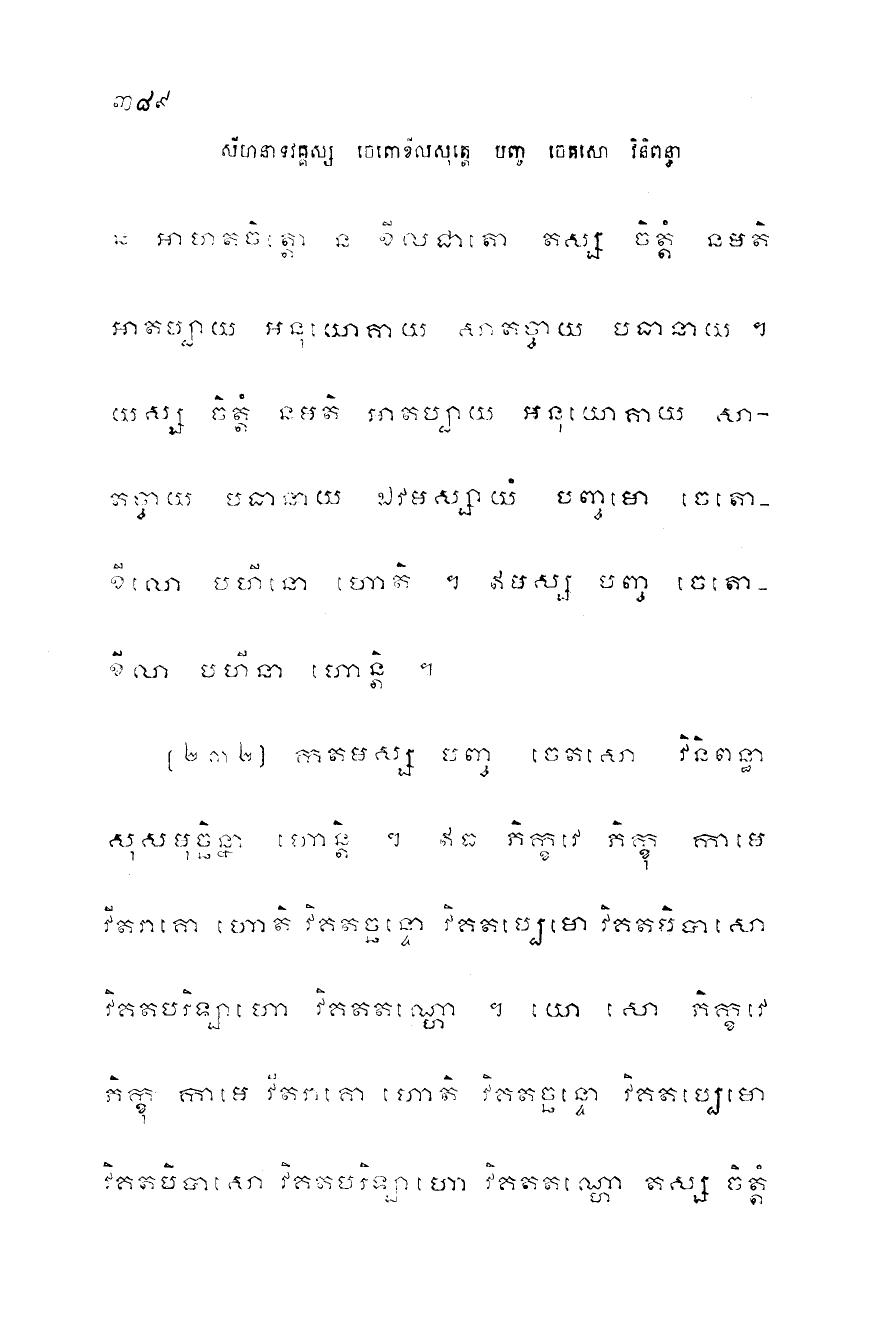 ៣៨៩
សីហនាទវគ្គស្ស ចេតោខីលសុត្តេ បញ្ច ចេតសោ វិនិពន្ធា
ន អាហតចិត្តោ ន ខីលជាតោ តស្ស ចិត្តំ នមតិ
អាតប្បាយ អនុយោគាយ សាតច្ចាយ បធានាយ ។
យស្ស ចិត្តំ នមតិ អាតប្បាយ អនុយោគាយ សា-
តច្ចាយ បធានាយ ឯវមស្សាយំ បញ្ចមោ ចេតោ-
ខីលោ បហីនោ ហោតិ ។ ឥមស្ស បញ្ច ចេតោ-
ខីលា បហីនា ហោន្តិ ។
[២៣២] កតមស្ស បញ្ច ចេតសោ វិនិពន្ធា
សុសមុច្ឆិន្នា ហោន្តិ ។ ឥធ ភិក្ខវេ ភិក្ខុ កាមេ
វីតរាគោ ហោតិ វិគតច្ឆន្ទោ វិគតប្បេមោ វិគតបិបាសោ
វិគតបរិឡាហោ វិគតតណ្ហោ ។ យោ សោ ភិក្ខវេ
ភិក្ខុ កាមេ វីតរាគោ ហោតិ វិគតច្ឆន្ទោ វិគតប្បេមោ
វិគតបិបាសោ វិគតបរិឡាហោ វិគតតណ្ហោ តស្ស ចិត្តំ